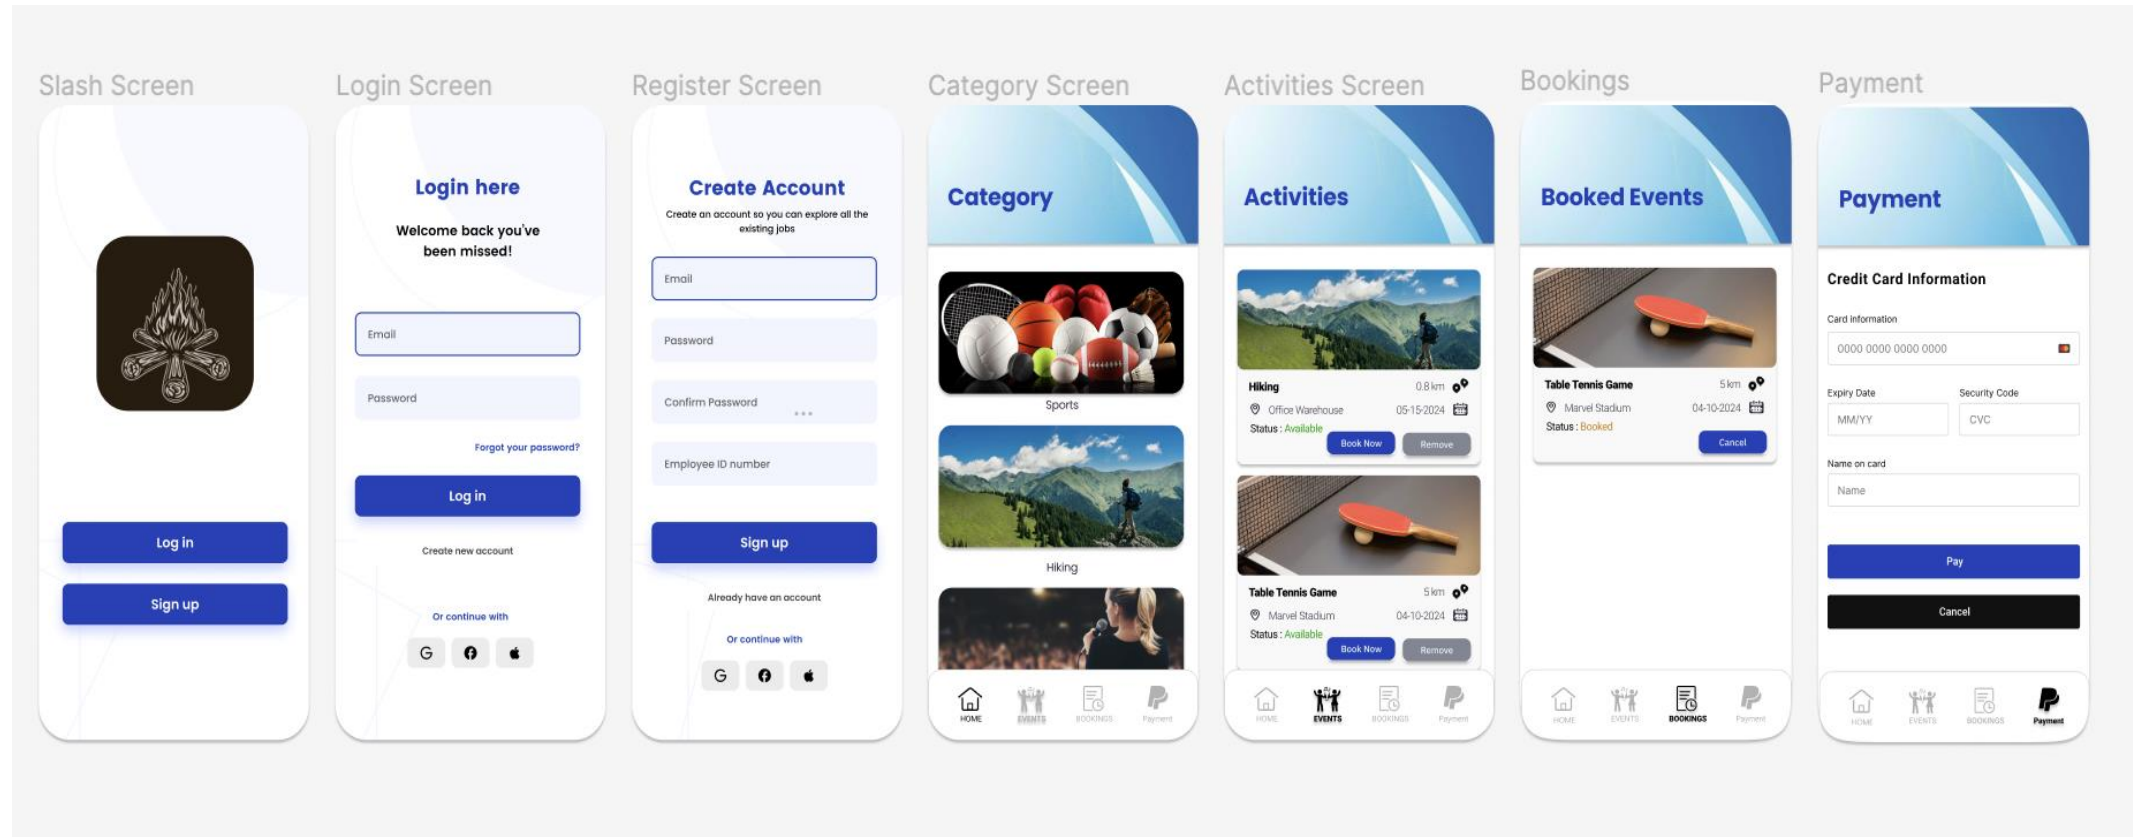 Slash Screen
Log in
Sign up
Login Screen
Login here
Welcome back you've
been missed!
Email
Password
Forgot your password?
Log in
Create new account
Or continue with
G
Register Screen
Create Account
Create an account so you can explore all the
existing jobs
Email
Password
Confirm Password
Employee ID number
Sign up
Already have an account
Or continue with
G
Category Screen
Category
Sports
Hiking
HOME
EVENTS
BOOKINGS
Payment
Activities Screen
Activities
Hiking 0.8 km
Office Warehouse 05-15-2024
Status : Available
Book Now Remove
Table Tennis Game 5 km
Marvel Stadium 04-10-2024
Status : Available
Book Now Remove
HOME
EVENTS
BOOKINGS
Payment
Bookings
Booked Events
Table Tennis Game 5 km
Marvel Stadium 04-10-2024
Status : Booked
Cancel
HOME
EVENTS
BOOKINGS
Payment
Payment
Payment
Credit Card Information
Card information
0000 0000 0000 0000
Expiry Date Security Code
MM/YY CVC
Name on card
Name
Pay
Cancel
HOME
EVENTS
BOOKINGS
Payment